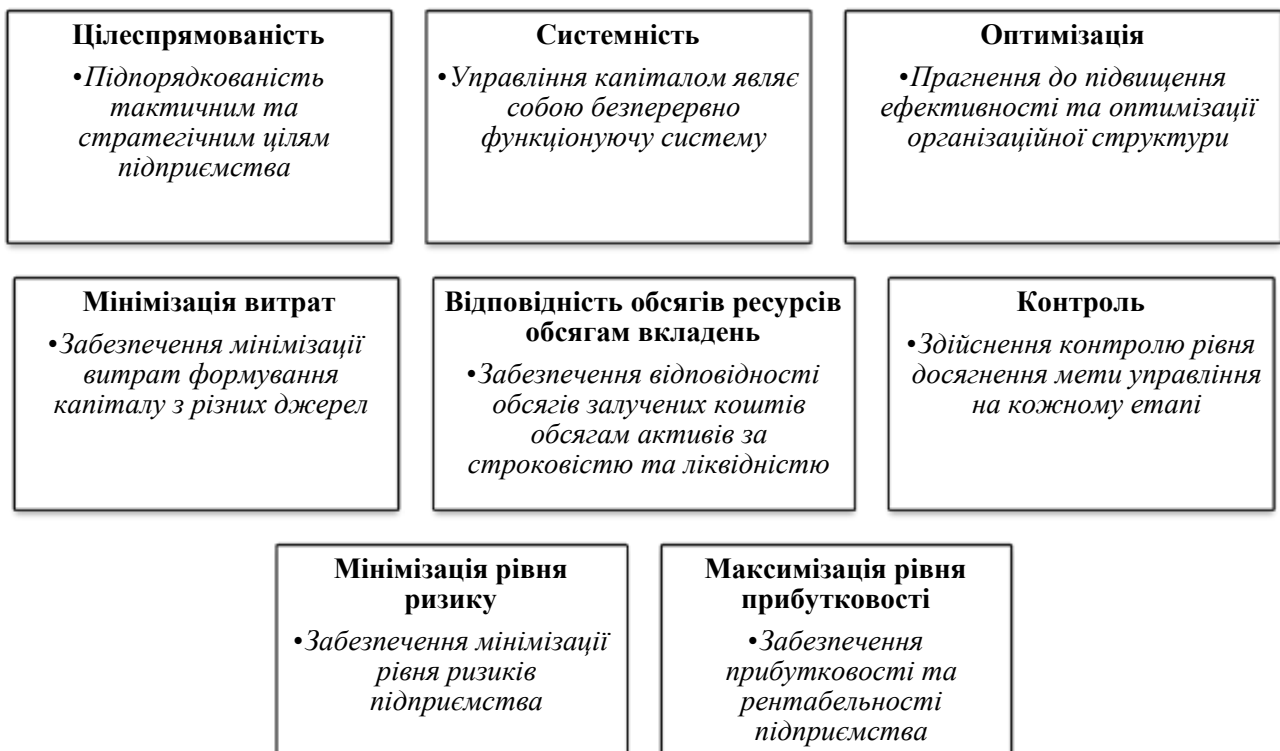 Цілеспрямованість
•Підпорядкованість
тактичним та
стратегічним цілям
підприємства
Системність
•Управління капіталом являє
собою безперервно
функціонуючу систему
Оптимізація
•Прагнення до підвищення
ефективності та оптимізації
організаційної структури
Мінімізація витрат
•Забезпечення мінімізації
витрат формування
капіталу з різних джерел
Відповідність обсягів ресурсів
обсягам вкладень
•Забезпечення відповідності
обсягів залучених коштів
обсягам активів за
строковістю та ліквідністю
Контроль
•Здійснення контролю рівня
досягнення мети управління
на кожному етапі
Мінімізація рівня
ризику
•Забезпечення мінімізації
рівня ризиків
підприємства
Максимізація рівня
прибутковості
•Забезпечення
прибутковості та
рентабельності
підприємства